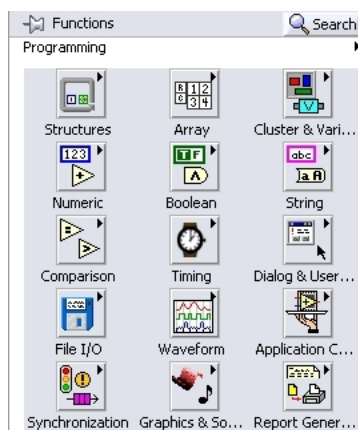 Functions Search
Programming
Structures Array Cluster & Vari...
Numeric Boolean String
Comparison Timing Dialog & User...
File I/O Waveform Application C...
Synchronization Graphics & So... Report Gener...